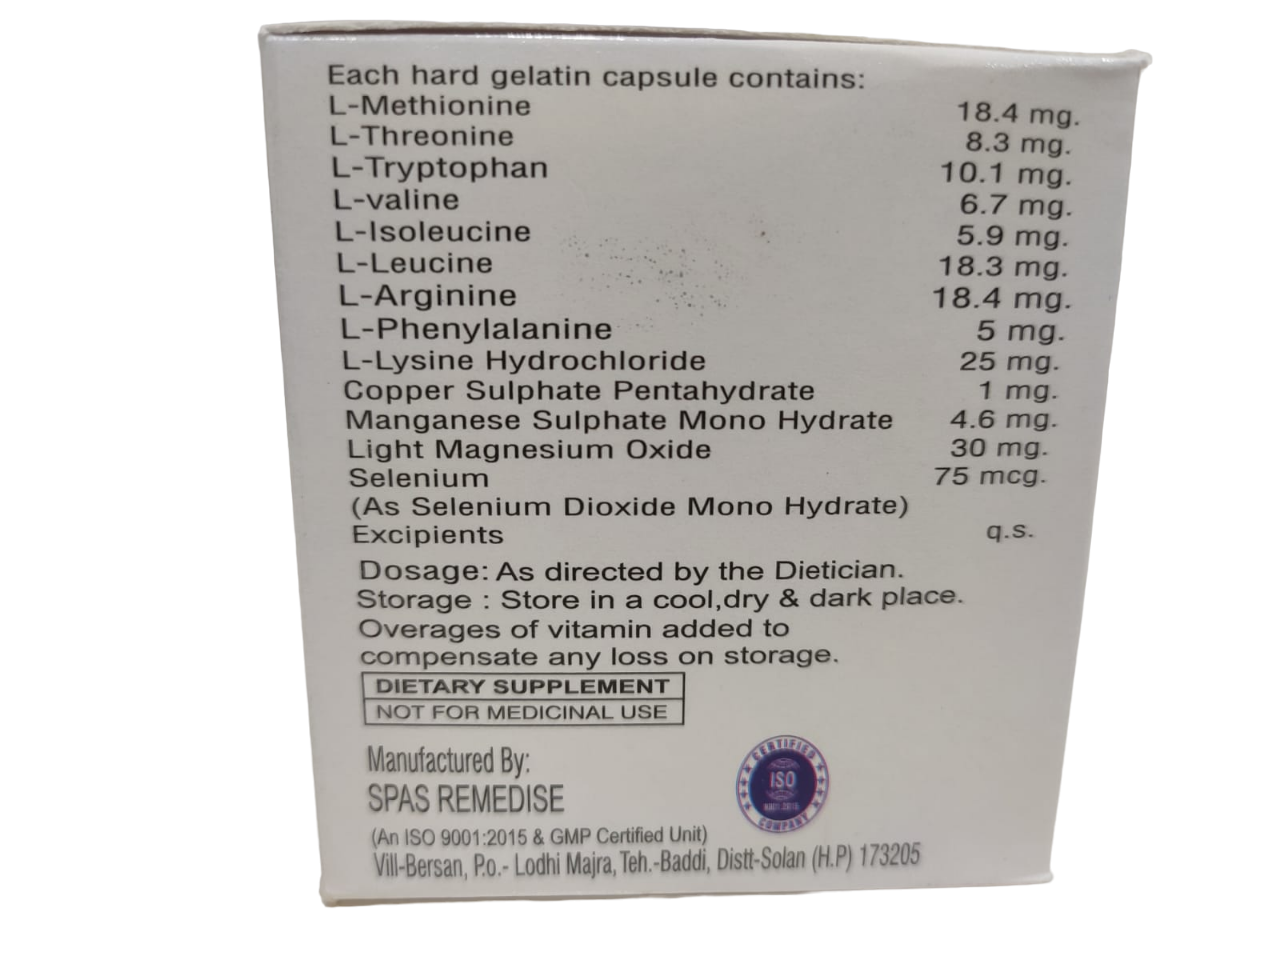 Each hard gelatin capsule contains:
L-Methionine 18.4 mg.
L-Threonine 8.3 mg.
L-Tryptophan 10.1 mg.
L-valine 6.7 mg.
L-Isoleucine 5.9 mg.
L-Leucine 18.3 mg.
L-Arginine 18.4 mg.
L-Phenylalanine 5 mg.
L-Lysine Hydrochloride 25 mg.
Copper Sulphate Pentahydrate 1 mg.
Manganese Sulphate Mono Hydrate 4.6 mg.
Light Magnesium Oxide 30 mg.
Selenium 75 mcg.
(As Selenium Dioxide Mono Hydrate)
Excipients q.s.
Dosage: As directed by the Dietician.
Storage : Store in a cool,dry & dark place.
Overages of vitamin added to
compensate any loss on storage.
DIETARY SUPPLEMENT
NOT FOR MEDICINAL USE
Manufactured By:
SPAS REMEDISE
CERTIFIED
ISO
9001:2015
COMPANY
(An ISO 9001:2015 & GMP Certified Unit)
Vill-Bersan, P.o.- Lodhi Majra, Teh.-Baddi, Distt-Solan (H.P) 173205